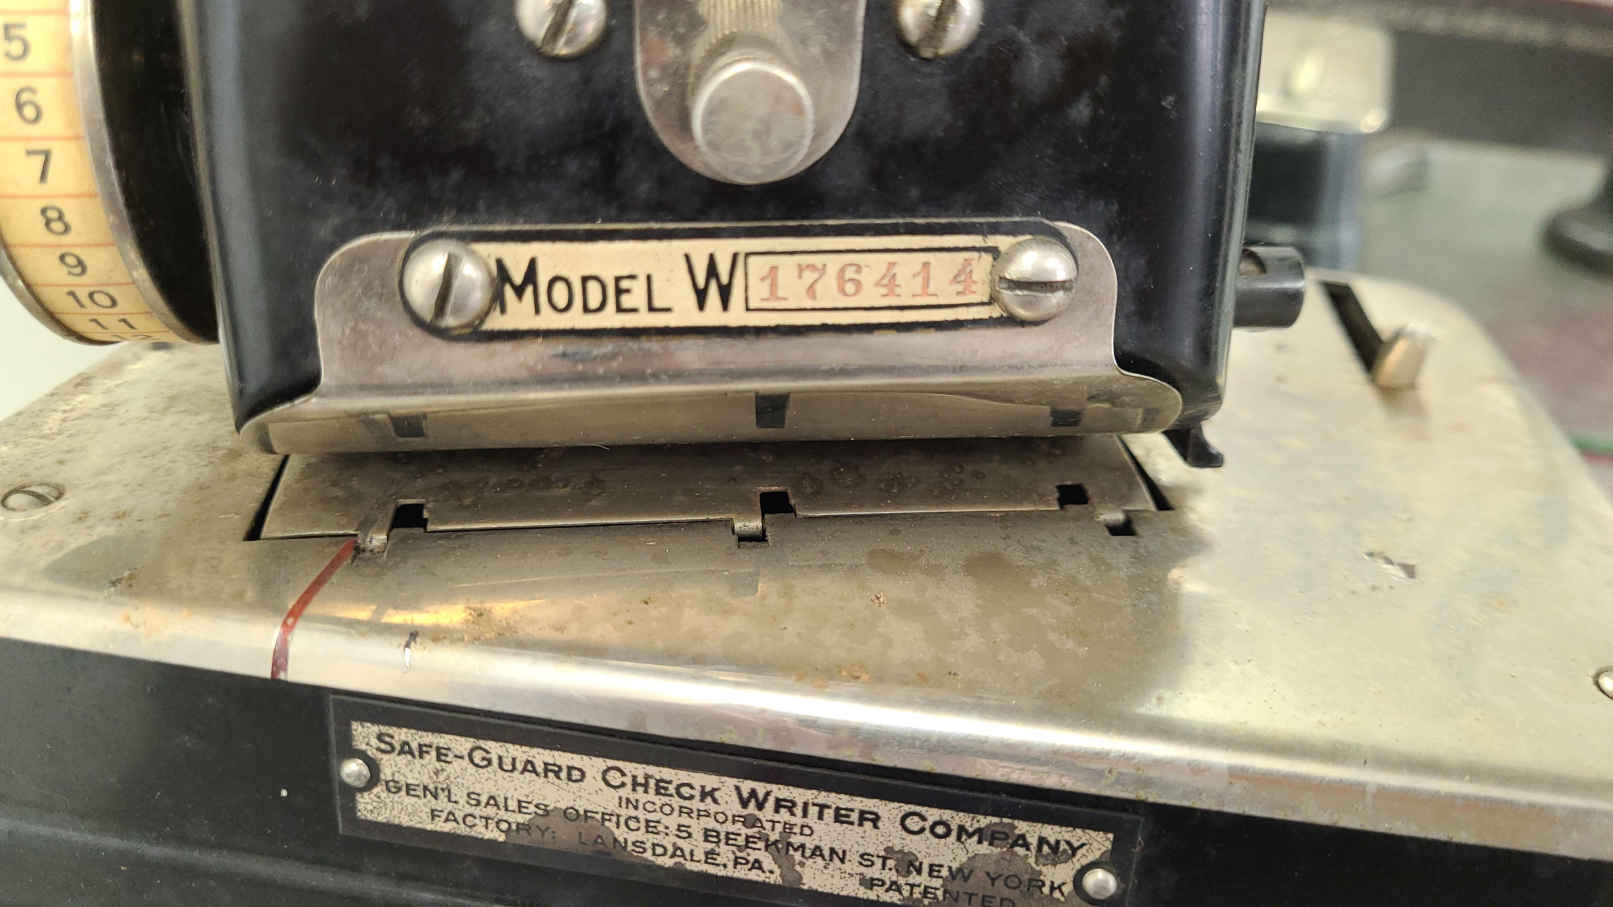 5
6
7
8
9
10
11
MODEL W 176414
SAFE-GUARD CHECK WRITER COMPANY
INCORPORATED
GEN'L SALES OFFICE: 5 BEEKMAN ST. NEW YORK
FACTORY: LANSDALE, PA.
PATENTED